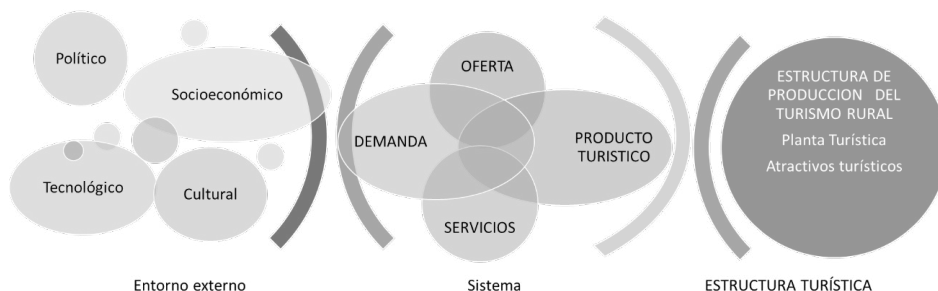 Político
Socioeconómico
Tecnológico
Cultural
OFERTA
DEMANDA
PRODUCTO
TURISTICO
SERVICIOS
ESTRUCTURA DE
PRODUCCION DEL
TURISMO RURAL
Planta Turística
Atractivos turísticos
Entorno externo
Sistema
ESTRUCTURA TURÍSTICA